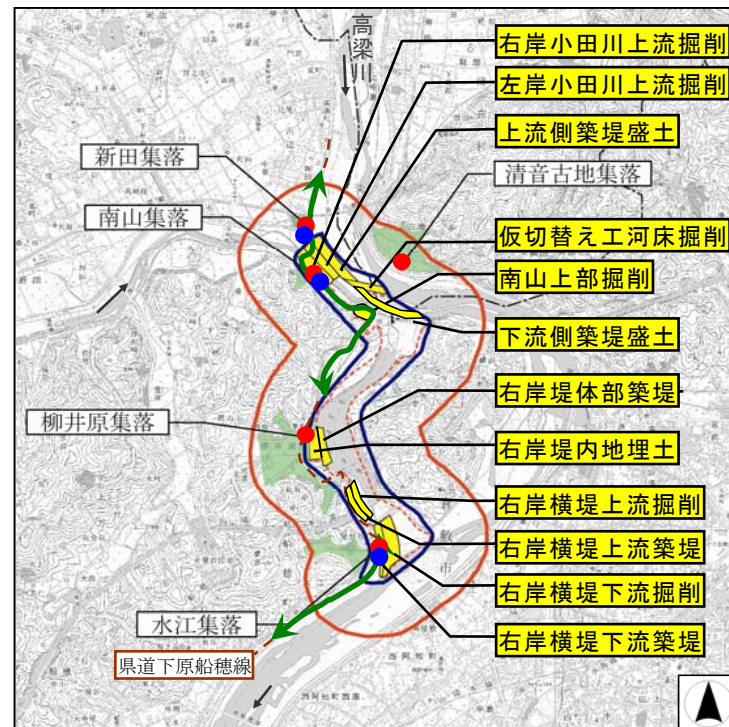 高梁川
右岸小田川上流掘削
左岸小田川上流掘削
上流側築堤盛土
新田集落
清音古地集落
南山集落
仮切替え工河床掘削
南山上部掘削
下流側築堤盛土
右岸堤体部築堤
柳井原集落
右岸堤内地埋土
右岸横堤上流掘削
右岸横堤上流築堤
右岸横堤下流掘削
水江集落
右岸横堤下流築堤
県道下原船穂線
西阿知町